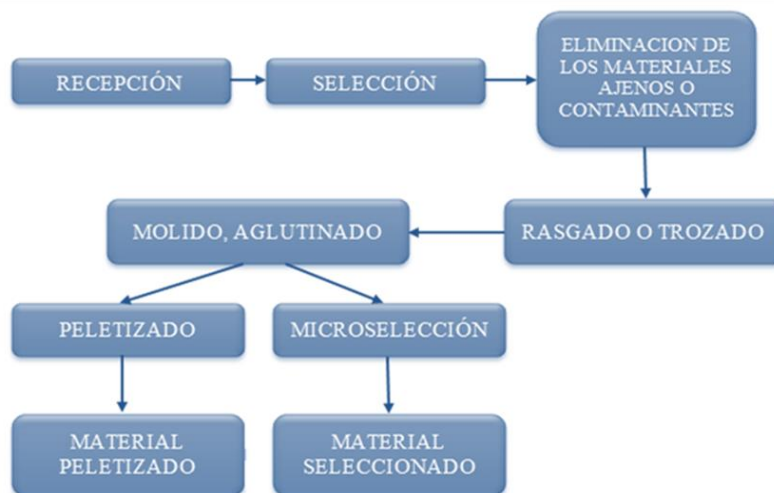 RECEPCIÓN
SELECCIÓN
ELIMINACION DE
LOS MATERIALES
AJENOS O
CONTAMINANTES
RASGADO O TROZADO
MOLIDO, AGLUTINADO
PELETIZADO
MICROSELECCIÓN
MATERIAL
PELETIZADO
MATERIAL
SELECCIONADO